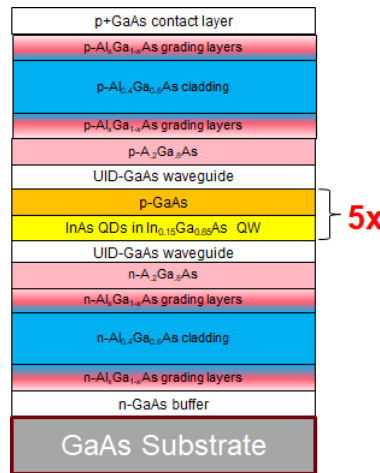 p+GaAs contact layer
p-AlₓGa₁₋ₓAs grading layers
p-Al₀.₄Ga₀.₆As cladding
p-AlₓGa₁₋ₓAs grading layers
p-A.₂Ga.₈As
UID-GaAs waveguide
p-GaAs
5x
InAs QDs in In₀.₁₅Ga₀.₈₅As QW
UID-GaAs waveguide
n-A.₂Ga.₈As
n-AlₓGa₁₋ₓAs grading layers
n-Al₀.₄Ga₀.₆As cladding
n-AlₓGa₁₋ₓAs grading layers
n-GaAs buffer
GaAs Substrate